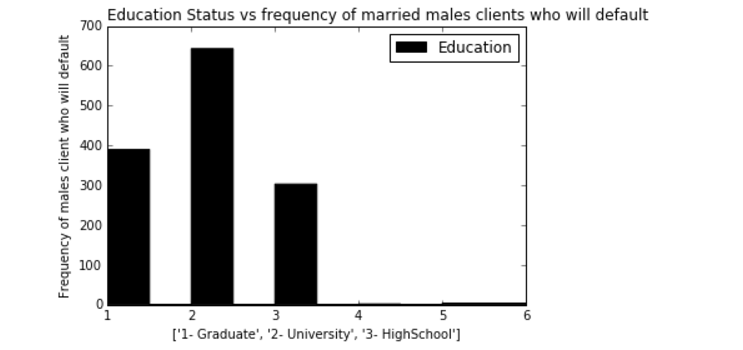 Education Status vs frequency of married males clients who will default
700
600
500
400
300
200
100
0
Frequency of males client who will default
Education
1 2 3 4 5 6
['1- Graduate', '2- University', '3- HighSchool']